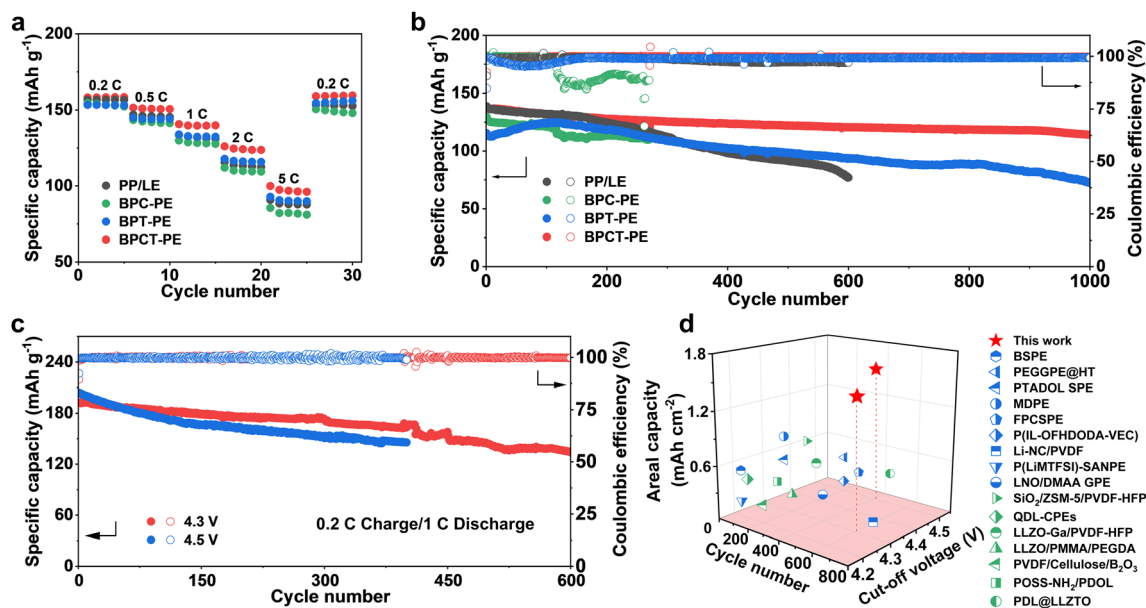 a
Specific capacity (mAh g⁻¹)
200
150
100
50
0.2 C
0.5 C
1 C
2 C
5 C
0.2 C
PP/LE
BPC-PE
BPT-PE
BPCT-PE
0
10
20
30
Cycle number
b
Specific capacity (mAh g⁻¹)
200
175
150
125
100
75
50
PP/LE
BPC-PE
BPT-PE
BPCT-PE
0
200
400
600
800
1000
Cycle number
100
75
50
25
0
Coulombic efficiency (%)
c
Specific capacity (mAh g⁻¹)
240
210
180
150
120
60
0
4.3 V
4.5 V
0.2 C Charge/1 C Discharge
0
150
300
450
600
Cycle number
100
75
50
25
0
Coulombic efficiency (%)
d
Areal capacity
(mAh cm⁻²)
1.8
1.2
0.6
0
200
400
600
800
Cycle number
4.2
4.3
4.4
4.5
Cut-off voltage (V)
This work
BSPE
PEGGPE@HT
PTADOL SPE
MDPE
FPCSPE
P(IL-OFHDODA-VEC)
Li-NC/PVDF
P(LiMTFSI)-SANPE
LNO/DMAA GPE
SiO₂/ZSM-5/PVDF-HFP
QDL-CPEs
LLZO-Ga/PVDF-HFP
LLZO/PMMA/PEGDA
PVDF/Cellulose/B₂O₃
POSS-NH₂/PDOL
PDL@LLZTO